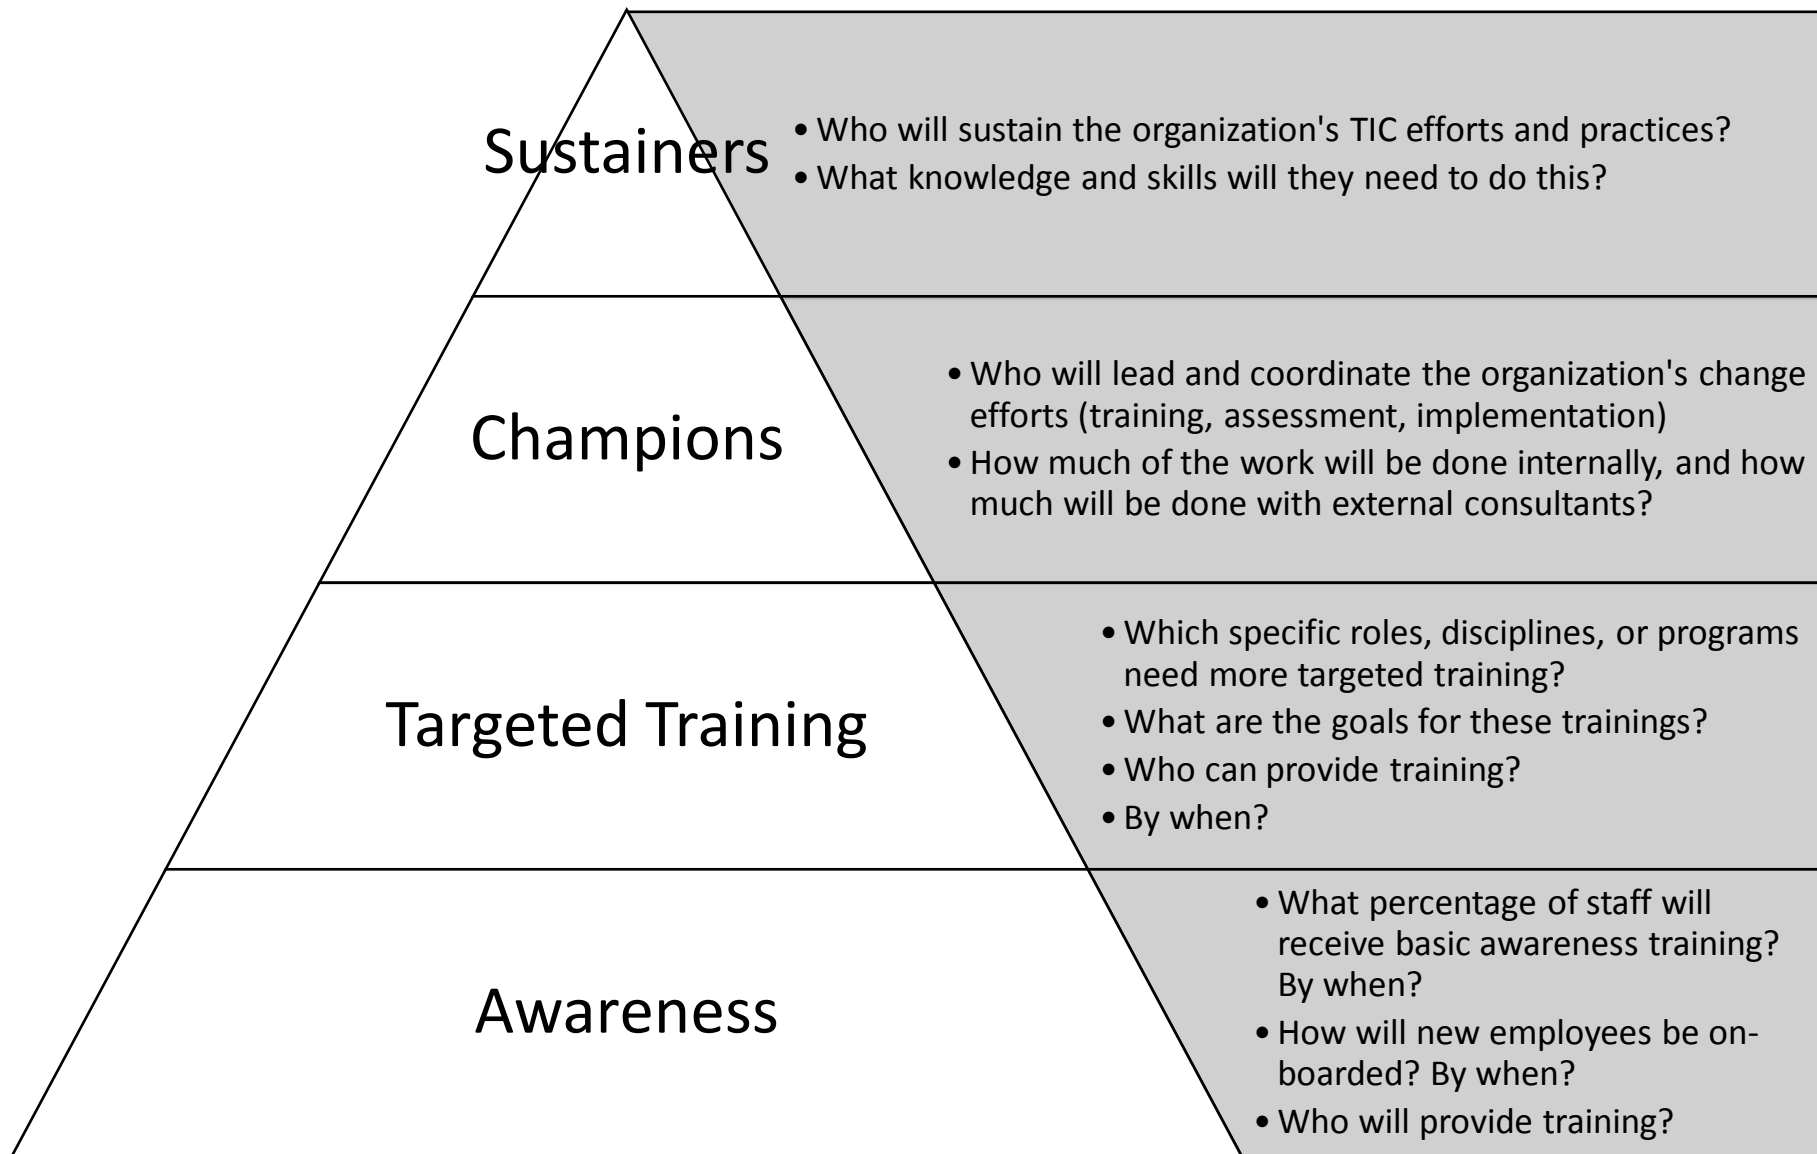 Sustainers
• Who will sustain the organization's TIC efforts and practices?
• What knowledge and skills will they need to do this?
Champions
• Who will lead and coordinate the organization's change
efforts (training, assessment, implementation)
• How much of the work will be done internally, and how
much will be done with external consultants?
Targeted Training
• Which specific roles, disciplines, or programs
need more targeted training?
• What are the goals for these trainings?
• Who can provide training?
• By when?
Awareness
• What percentage of staff will
receive basic awareness training?
By when?
• How will new employees be on-
boarded? By when?
• Who will provide training?